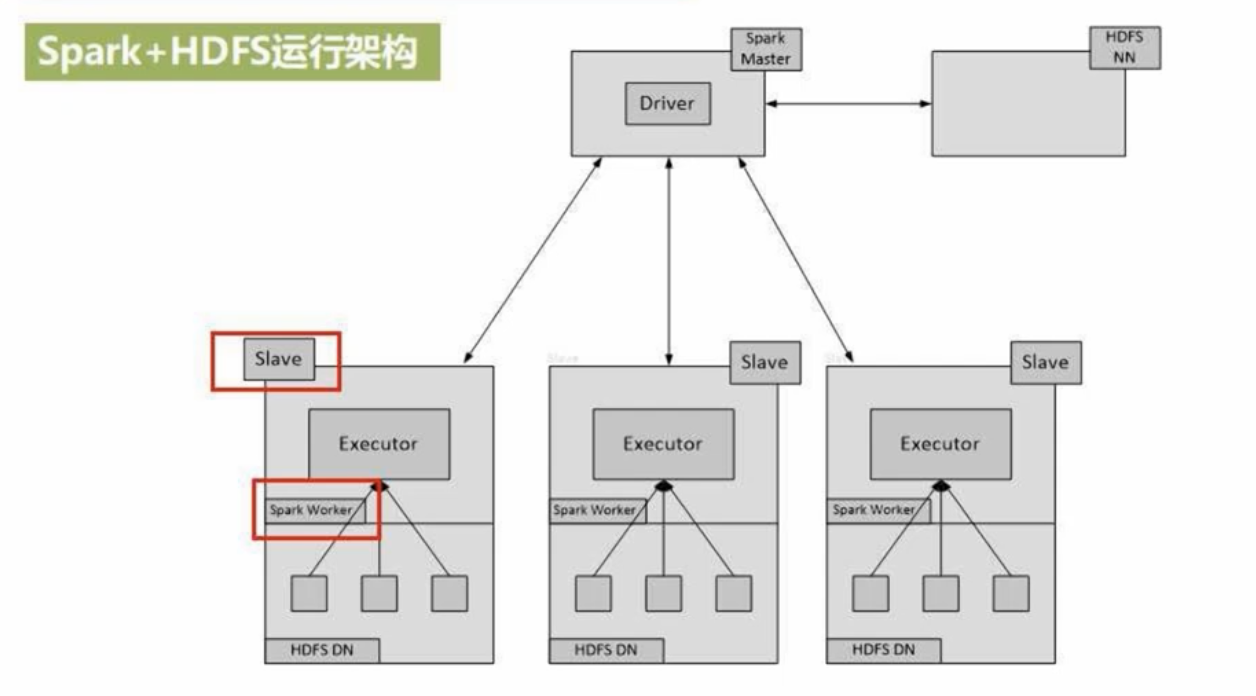 Spark+HDFS运行架构
Spark
Master
HDFS
NN
Driver
Slave
Slave
Slave
Executor
Executor
Executor
Spark Worker
Spark Worker
Spark Worker
HDFS DN
HDFS DN
HDFS DN